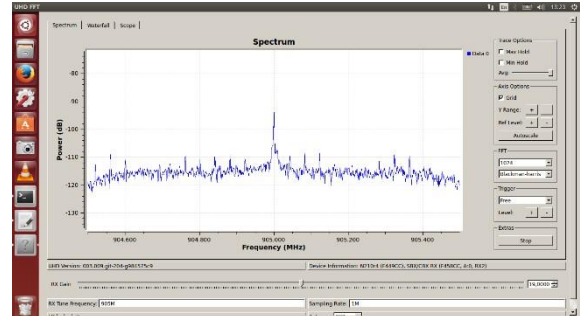 UHD FFT
13:23
Spectrum
Waterfall
Scope
Spectrum
Data 0
Power (dB)
-80
90
-100
-110
-120
-130
904.600
904.800
905.000
905.200
905.400
Frequency (MHz)
Trace Options
Max Hold
Min Hold
Avg
Axis Options
Grid
Y Range: + -
Ref Level: + -
Autoscale
FFT
1024
Blackman-harris
Trigger
Free
Level: + -
Extras
Stop
UHD Version:
Device Information:
RX Gain
RX Tune Frequency: 905M
Sampling Rate: 1M